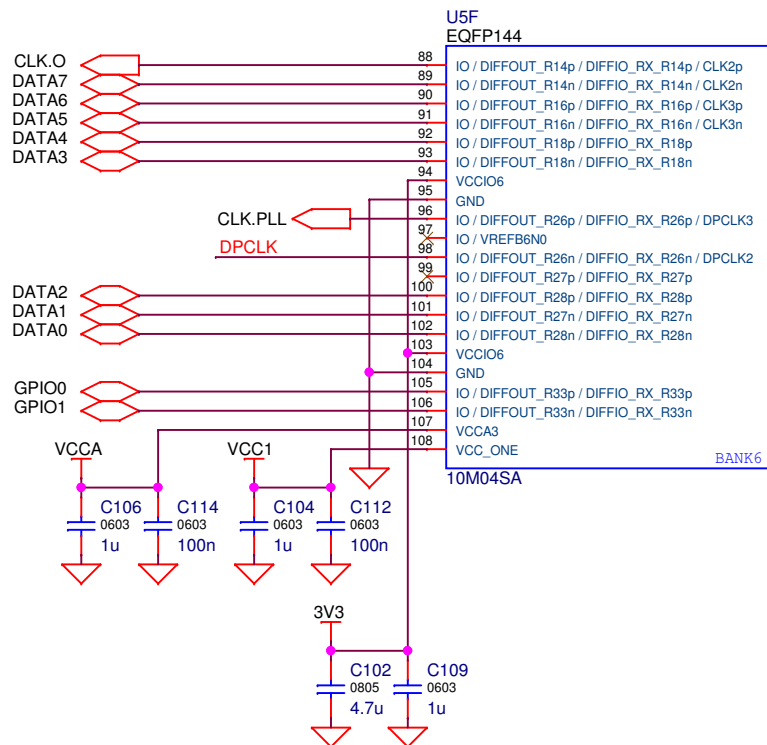 U5F
EQFP144
CLK.O 88 IO / DIFFOUT_R14p / DIFFIO_RX_R14p / CLK2p
DATA7 89 IO / DIFFOUT_R14n / DIFFIO_RX_R14n / CLK2n
DATA6 90 IO / DIFFOUT_R16p / DIFFIO_RX_R16p / CLK3p
DATA5 91 IO / DIFFOUT_R16n / DIFFIO_RX_R16n / CLK3n
DATA4 92 IO / DIFFOUT_R18p / DIFFIO_RX_R18p
DATA3 93 IO / DIFFOUT_R18n / DIFFIO_RX_R18n
94 VCCIO6
95 GND
CLK.PLL 96 IO / DIFFOUT_R26p / DIFFIO_RX_R26p / DPCLK3
97 IO / VREFB6N0
DPCLK 98 IO / DIFFOUT_R26n / DIFFIO_RX_R26n / DPCLK2
99 IO / DIFFOUT_R27p / DIFFIO_RX_R27p
DATA2 100 IO / DIFFOUT_R28p / DIFFIO_RX_R28p
DATA1 101 IO / DIFFOUT_R27n / DIFFIO_RX_R27n
DATA0 102 IO / DIFFOUT_R28n / DIFFIO_RX_R28n
103 VCCIO6
104 GND
GPIO0 105 IO / DIFFOUT_R33p / DIFFIO_RX_R33p
GPIO1 106 IO / DIFFOUT_R33n / DIFFIO_RX_R33n
107 VCCA3
108 VCC_ONE
BANK6
10M04SA
VCCA VCC1
C106 C114 C104 C112
0603 0603 0603 0603
1u 100n 1u 100n
3V3
C102 C109
0805 0603
4.7u 1u